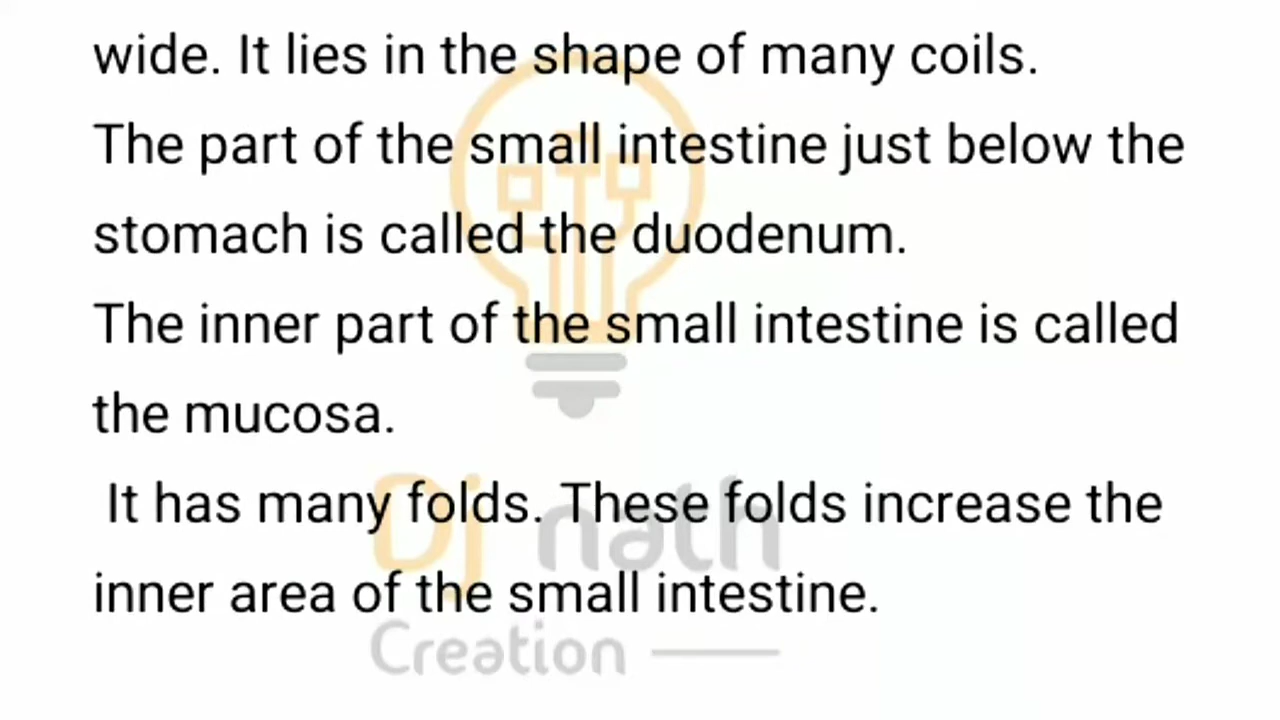 wide. It lies in the shape of many coils.
The part of the small intestine just below the
stomach is called the duodenum.
The inner part of the small intestine is called
the mucosa.
It has many folds. These folds increase the
inner area of the small intestine.
Dj nath
Creation